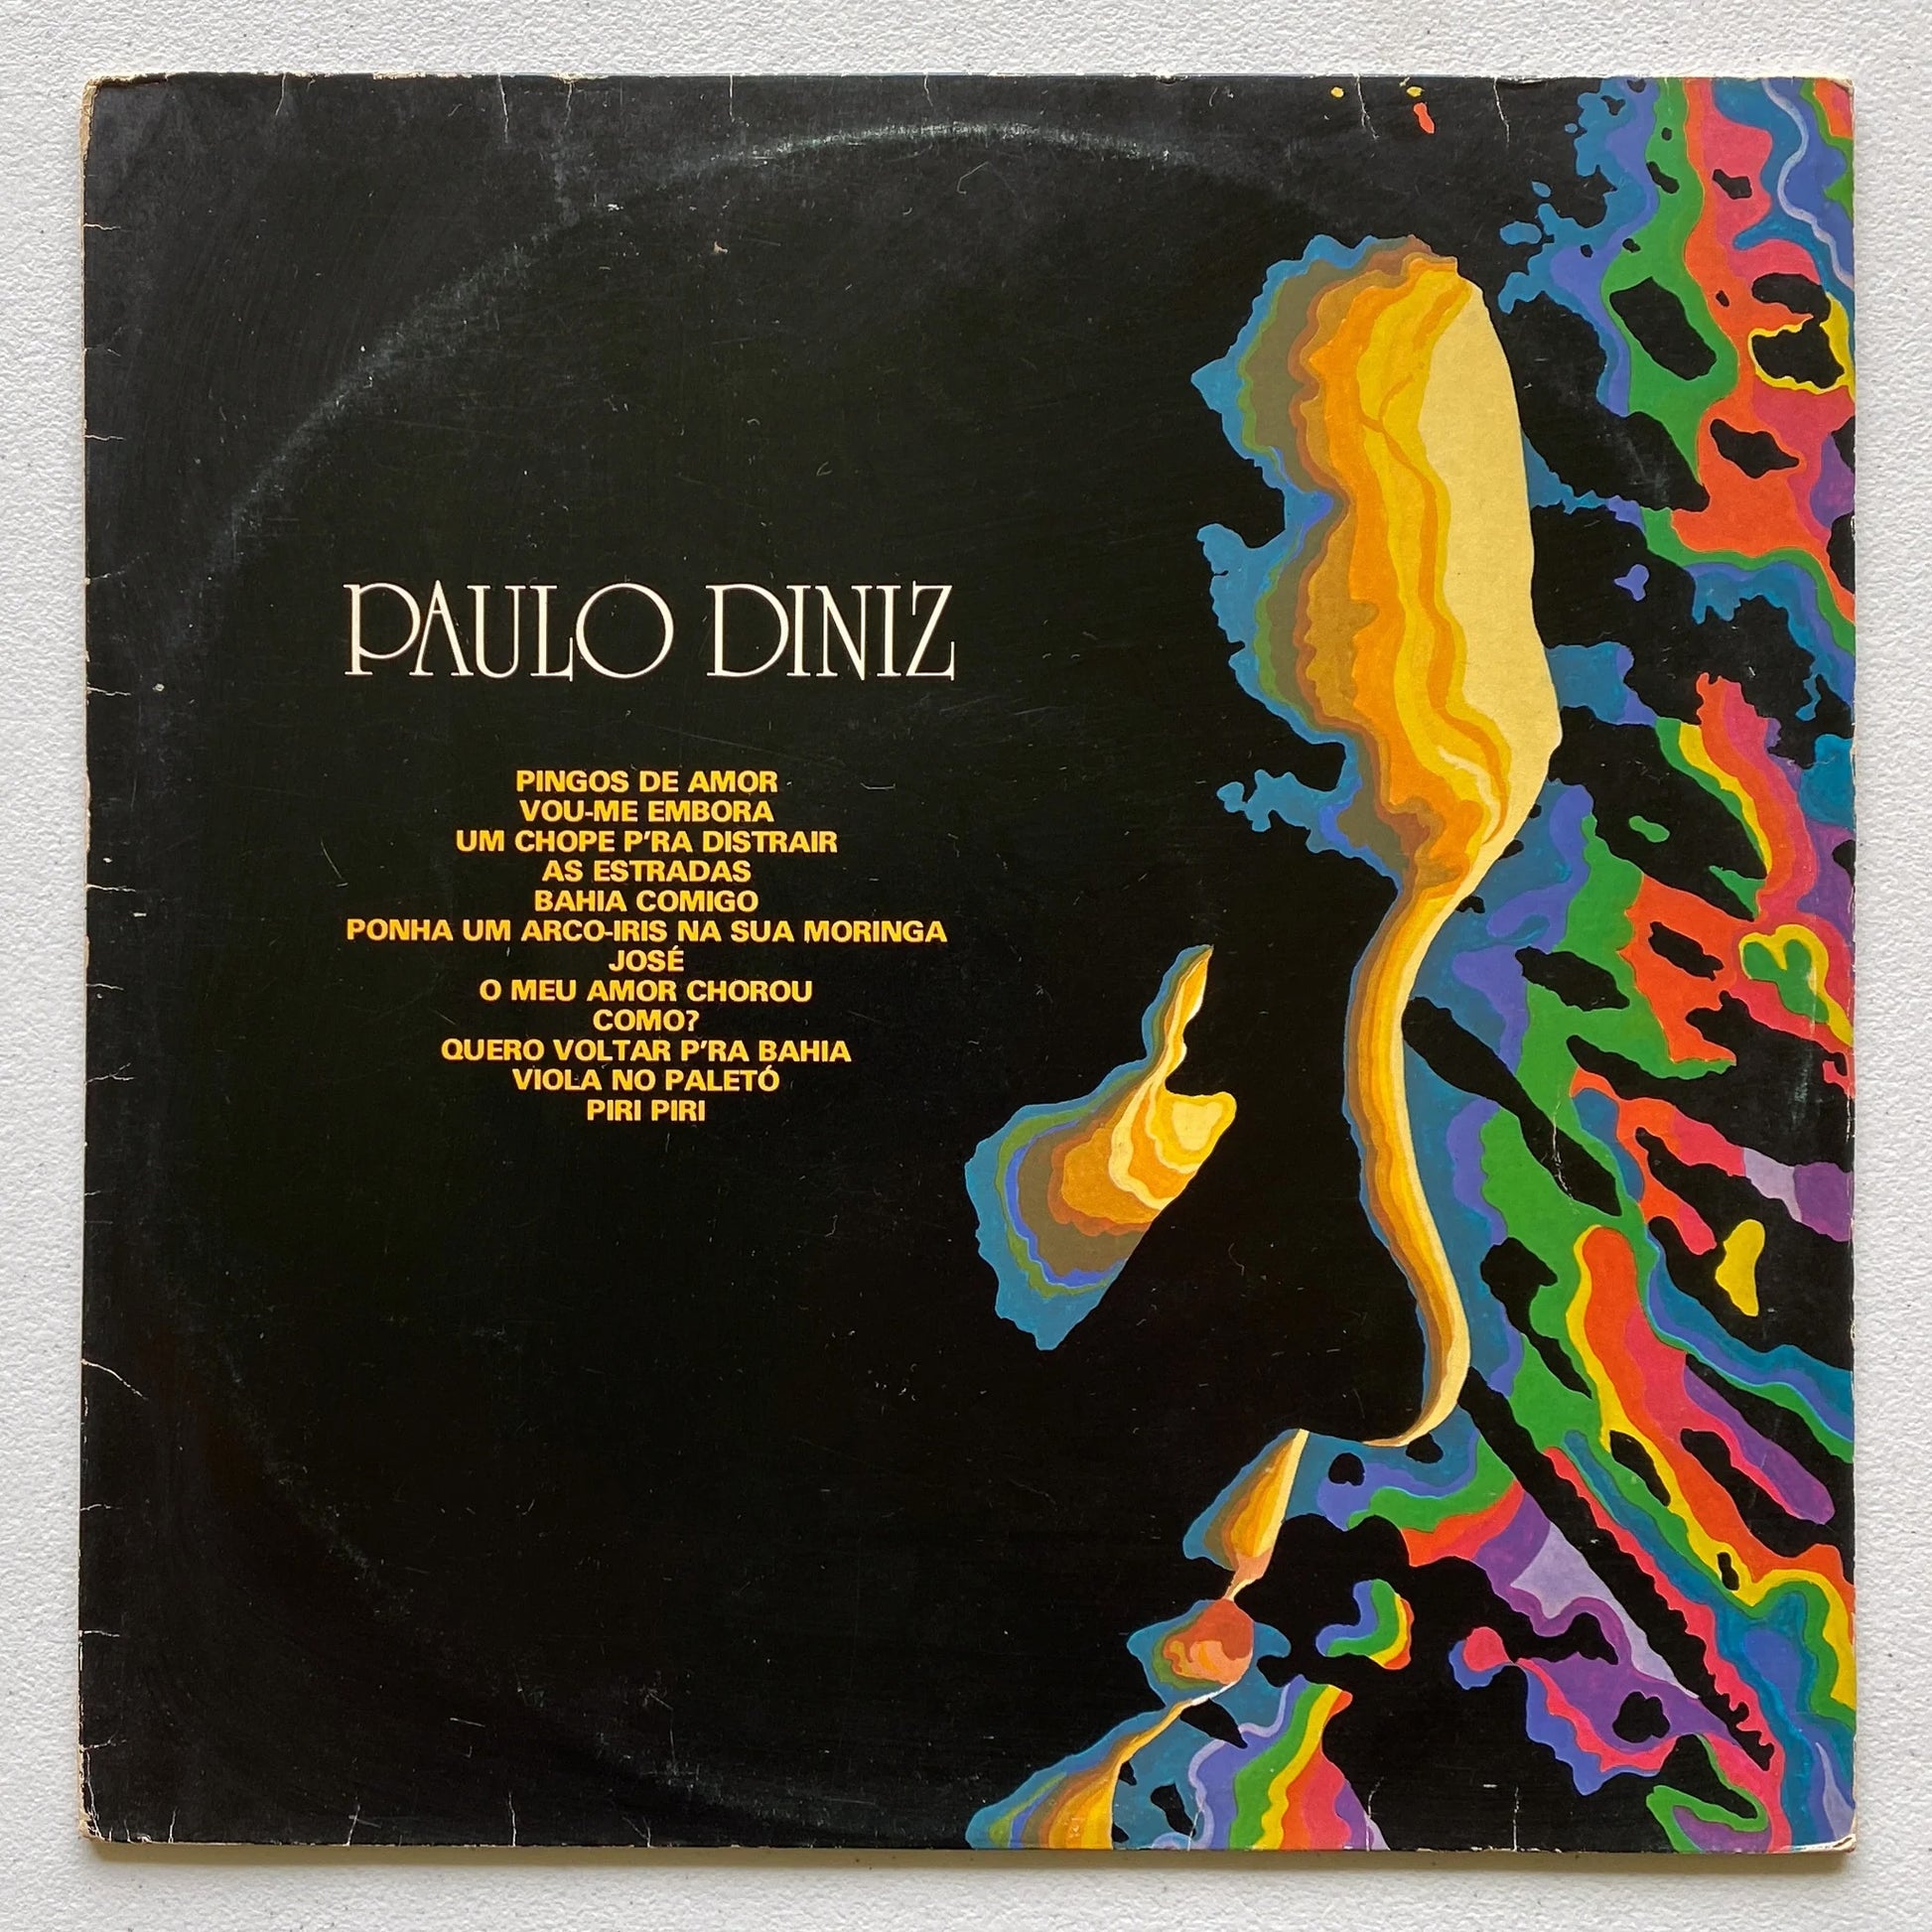 PAULO DINIZ
PINGOS DE AMOR
VOU-ME EMBORA
UM CHOPE P'RA DISTRAIR
AS ESTRADAS
BAHIA COMIGO
PONHA UM ARCO-IRIS NA SUA MORINGA
JOSÉ
O MEU AMOR CHOROU
COMO?
QUERO VOLTAR P'RA BAHIA
VIOLA NO PALETÓ
PIRI PIRI